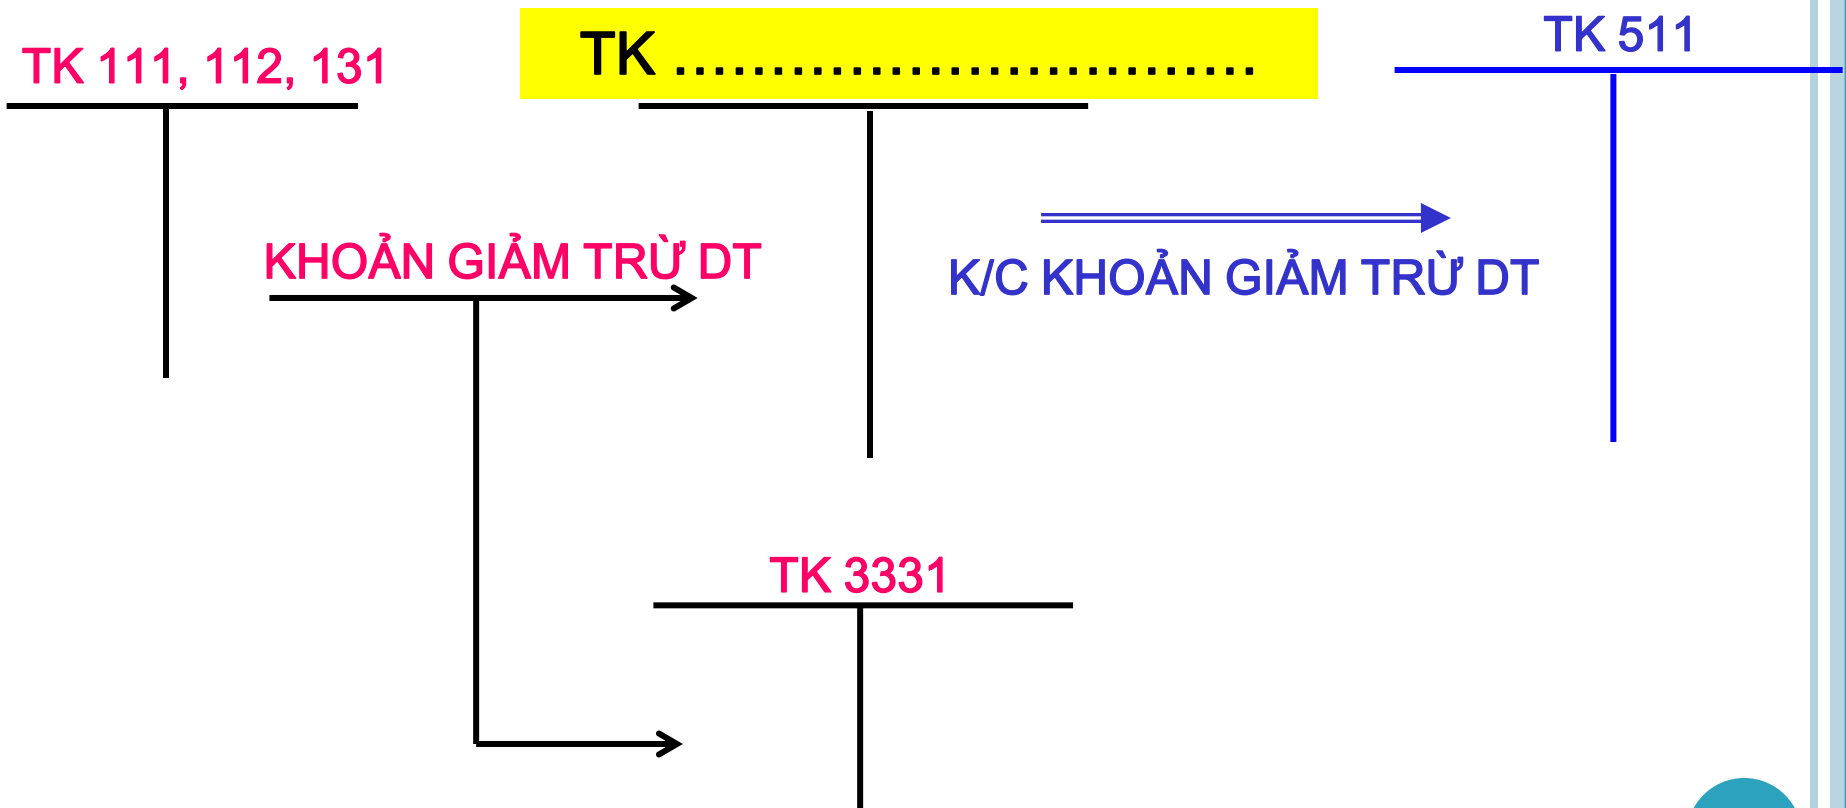 TK 111, 112, 131
TK ..............................
TK 511
KHOẢN GIẢM TRỪ DT
K/C KHOẢN GIẢM TRỪ DT
TK 3331